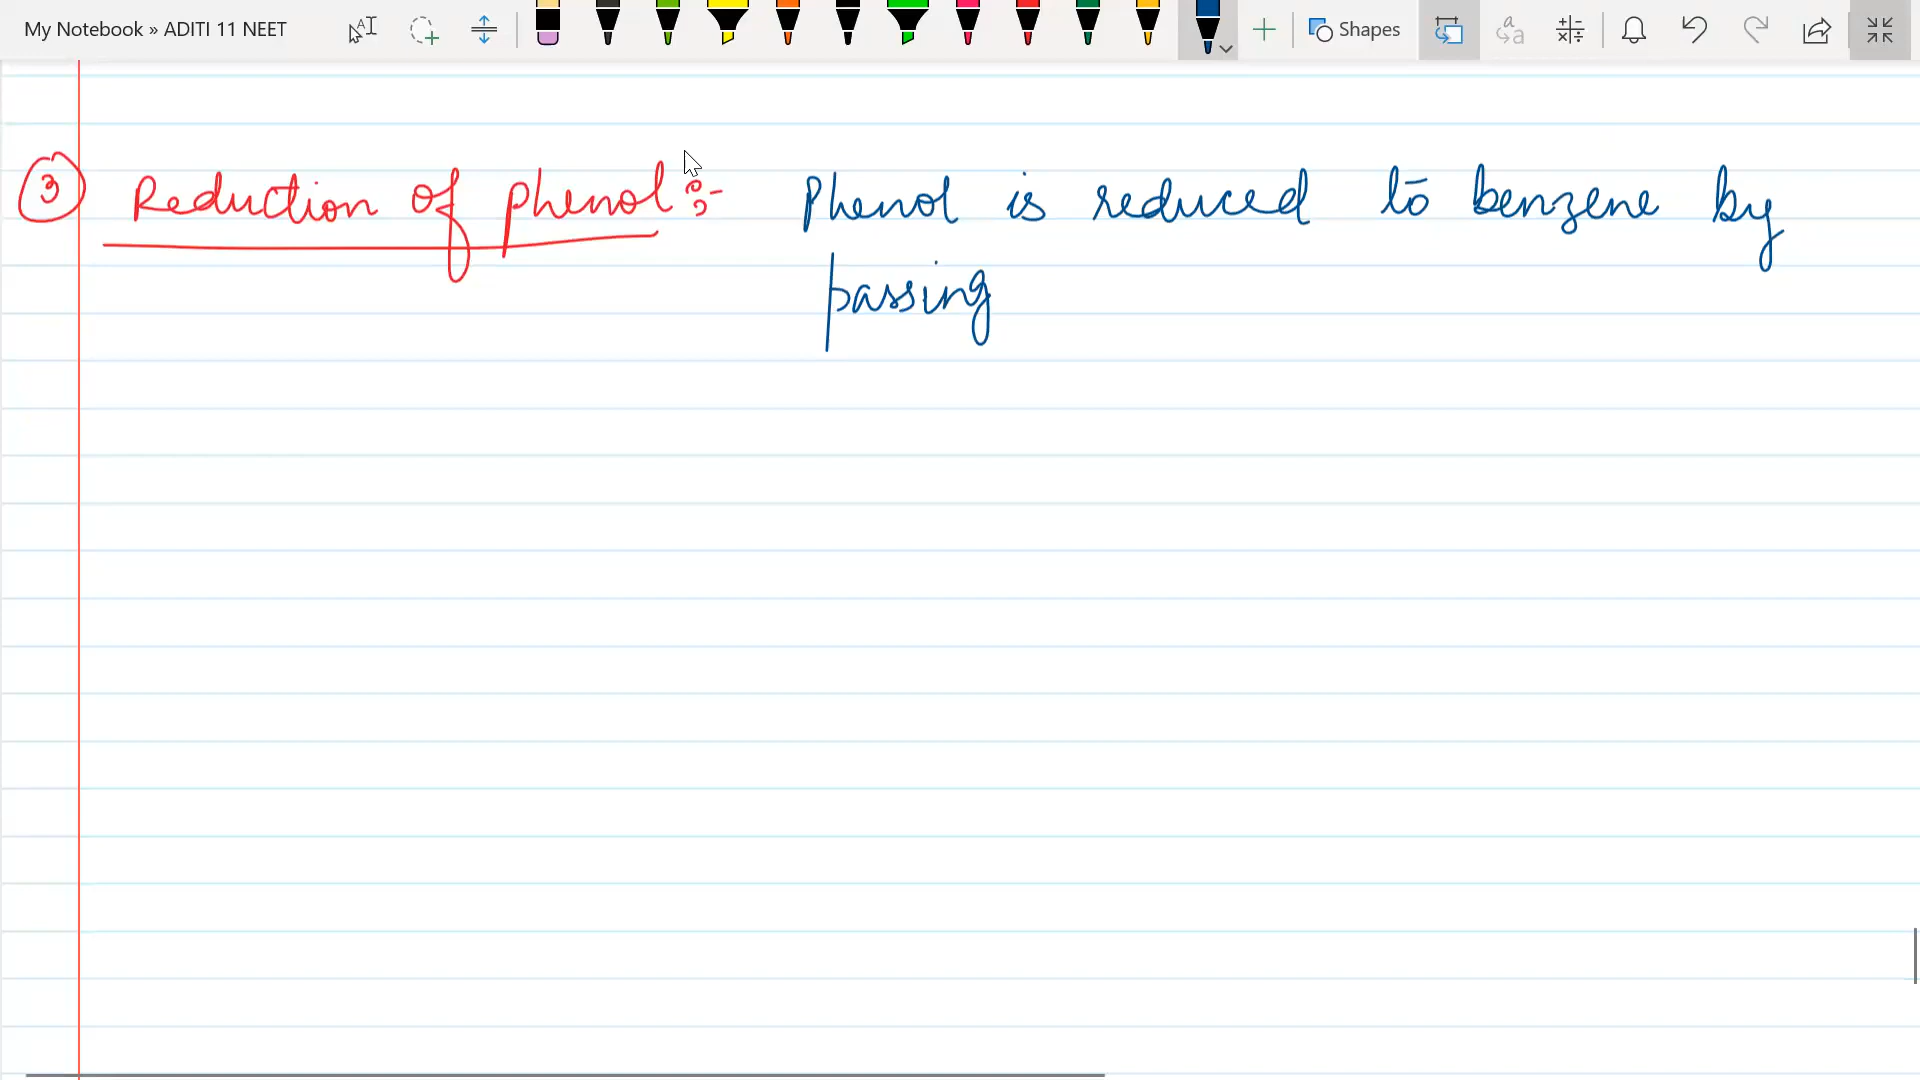 My Notebook » ADITI 11 NEET
Shapes
③ Reduction of phenol :- Phenol is reduced to benzene by
passing